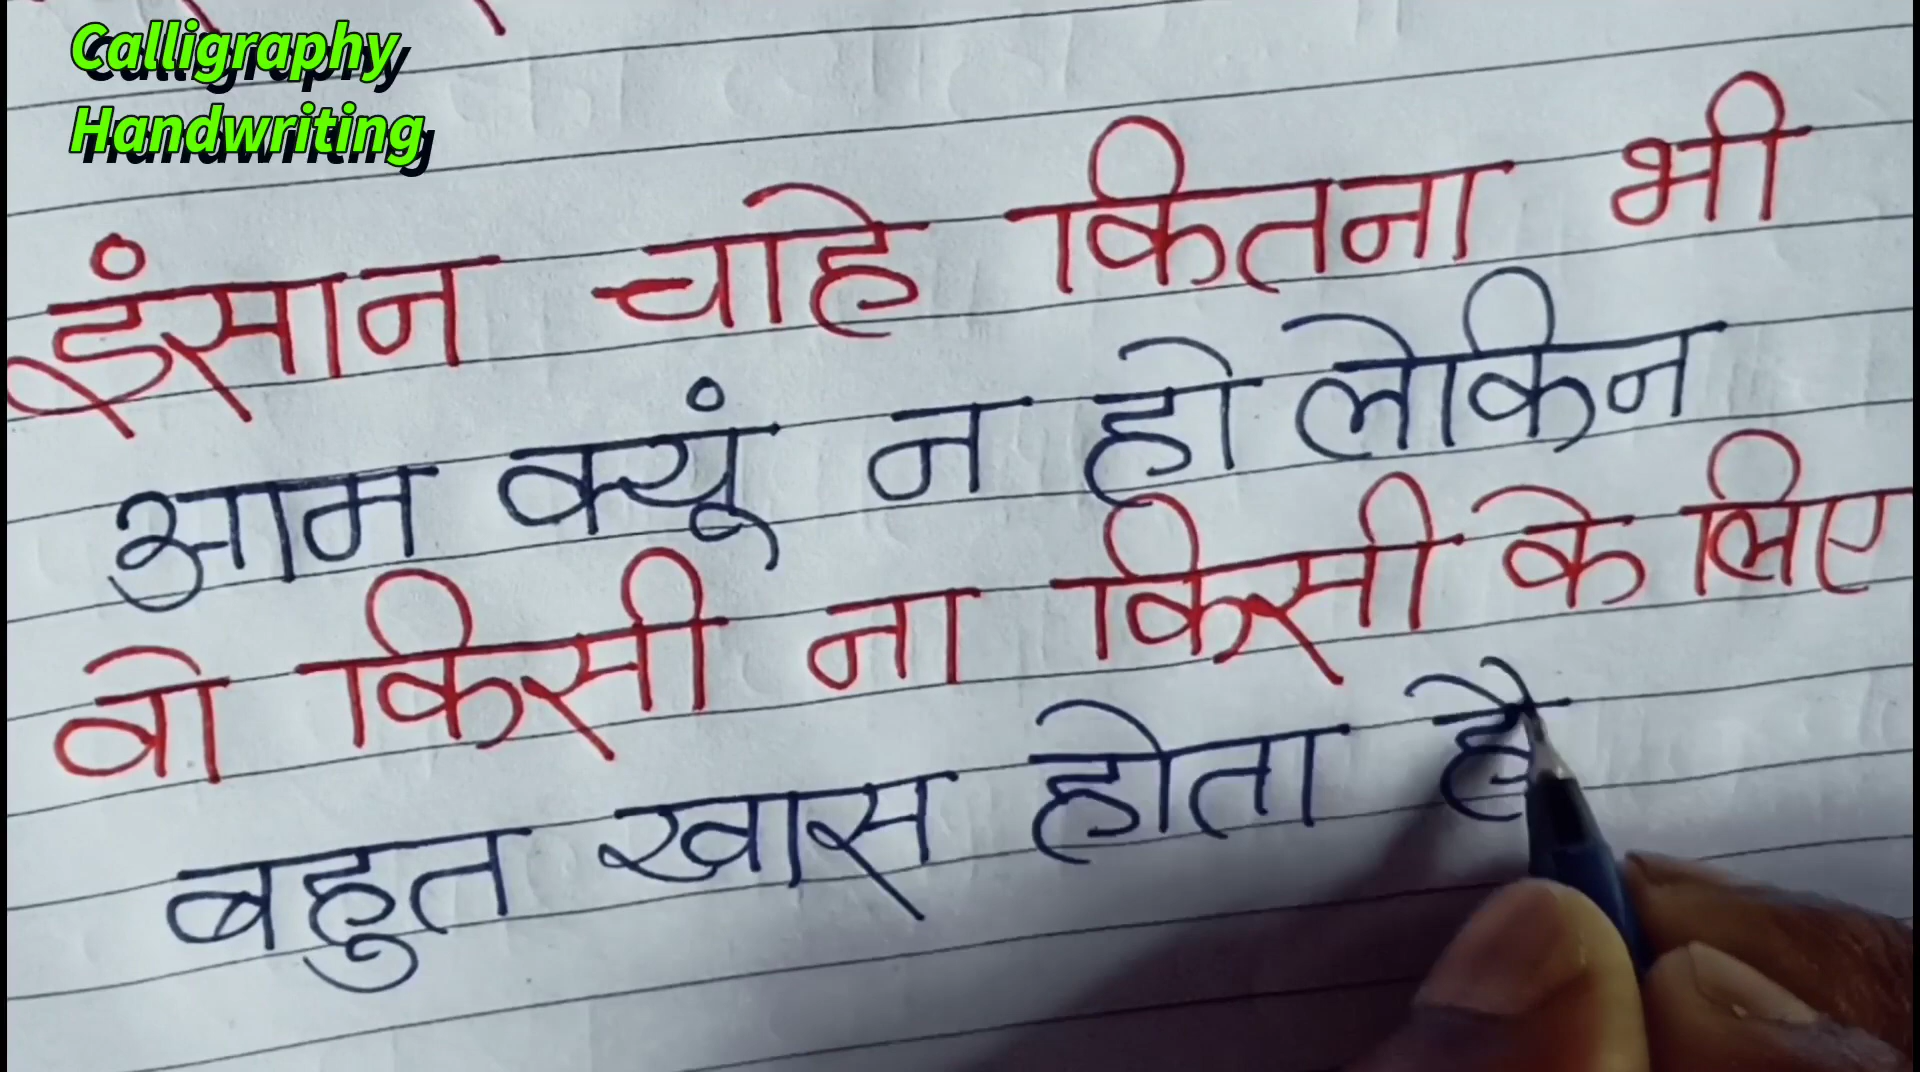 Calligraphy
Handwriting
इंसान चाहे कितना भी
आम क्यूं न हो लेकिन
वो किसी ना किसी के लिए
बहुत खास होता है